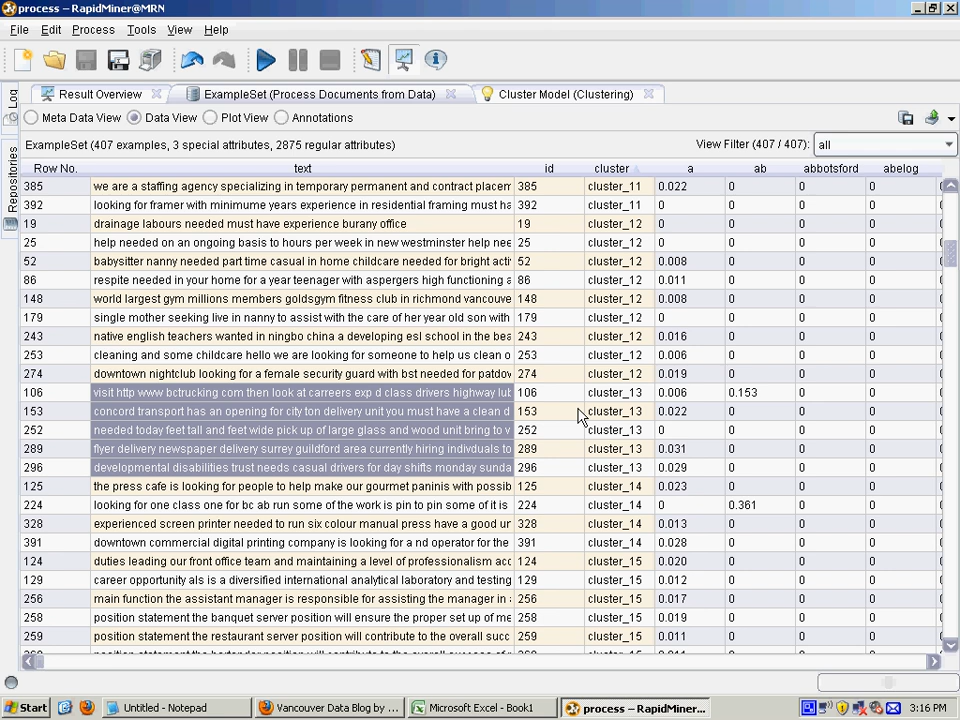 process – RapidMiner@MRN
File Edit Process Tools View Help
Log
Repositories
Result Overview ExampleSet (Process Documents from Data) Cluster Model (Clustering)
Meta Data View Data View Plot View Annotations
ExampleSet (407 examples, 3 special attributes, 2875 regular attributes) View Filter (407 / 407): all
Row No. text id cluster a ab abbotsford abelog
385 we are a staffing agency specializing in temporary permanent and contract placem 385 cluster_11 0.022 0 0 0
392 looking for framer with minimume years experience in residential framing must ha 392 cluster_11 0 0 0 0
19 drainage labours needed must have experience burany office 19 cluster_12 0 0 0 0
25 help needed on an ongoing basis to hours per week in new westminster help nee 25 cluster_12 0 0 0 0
52 babysitter nanny needed part time casual in home childcare needed for bright acti 52 cluster_12 0.008 0 0 0
86 respite needed in your home for a year teenager with aspergers high functioning a 86 cluster_12 0.011 0 0 0
148 world largest gym millions members goldsgym fitness club in richmond vancouve 148 cluster_12 0.008 0 0 0
179 single mother seeking live in nanny to assist with the care of her year old son with 179 cluster_12 0 0 0 0
243 native english teachers wanted in ningbo china a developing esl school in the bea 243 cluster_12 0.016 0 0 0
253 cleaning and some childcare hello we are looking for someone to help us clean o 253 cluster_12 0.006 0 0 0
274 downtown nightclub looking for a female security guard with bst needed for patdov 274 cluster_12 0.019 0 0 0
106 visit http www bctrucking com then look at carreers exp d class drivers highway lub 106 cluster_13 0.006 0.153 0 0
153 concord transport has an opening for city ton delivery unit you must have a clean d 153 cluster_13 0.022 0 0 0
252 needed today feet tall and feet wide pick up of large glass and wood unit bring to v 252 cluster_13 0 0 0 0
289 flyer delivery newspaper delivery surrey guildford area currently hiring indivduals to 289 cluster_13 0.031 0 0 0
296 developmental disabilities trust needs casual drivers for day shifts monday sunda 296 cluster_13 0.029 0 0 0
125 the press cafe is looking for people to help make our gourmet paninis with possib 125 cluster_14 0.023 0 0 0
224 looking for one class one for bc ab run some of the work is pin to pin some of it is 224 cluster_14 0 0.361 0 0
328 experienced screen printer needed to run six colour manual press have a good un 328 cluster_14 0.013 0 0 0
391 downtown commercial digital printing company is looking for a nd operator for the 391 cluster_14 0.028 0 0 0
124 duties leading our front office team and maintaining a level of professionalism acc 124 cluster_15 0.020 0 0 0
129 career opportunity als is a diversified international analytical laboratory and testing 129 cluster_15 0.012 0 0 0
256 main function the assistant manager is responsible for assisting the manager in 256 cluster_15 0.017 0 0 0
258 position statement the banquet server position will ensure the proper set up of me 258 cluster_15 0.019 0 0 0
259 position statement the restaurant server position will contribute to the overall succ 259 cluster_15 0.011 0 0 0
Start Untitled - Notepad Vancouver Data Blog by ... Microsoft Excel - Book1 process – RapidMiner... 3:16 PM